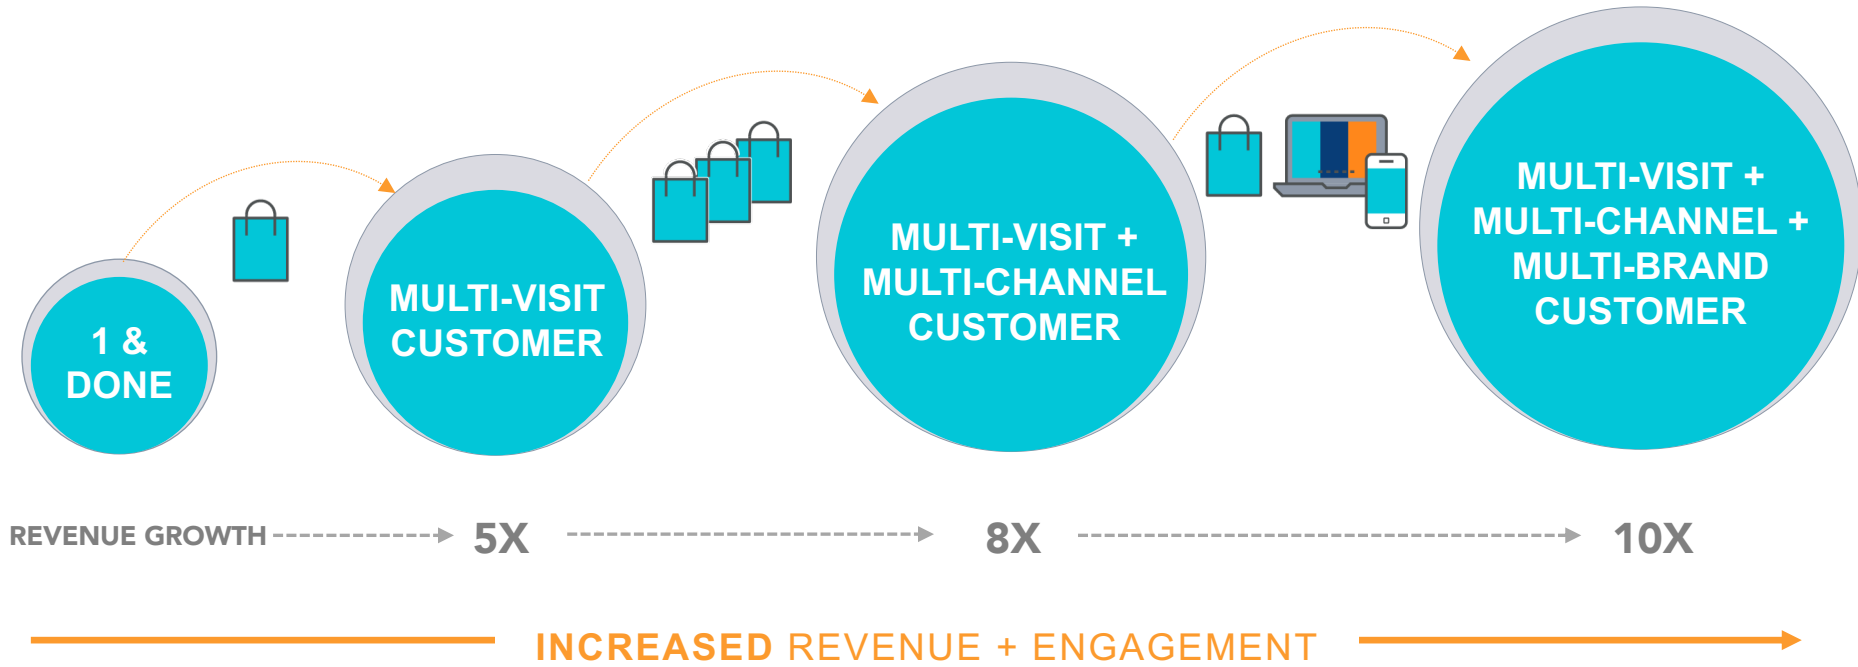 1 &
DONE
MULTI-VISIT
CUSTOMER
MULTI-VISIT +
MULTI-CHANNEL
CUSTOMER
MULTI-VISIT +
MULTI-CHANNEL +
MULTI-BRAND
CUSTOMER
REVENUE GROWTH 5X 8X 10X
INCREASED REVENUE + ENGAGEMENT